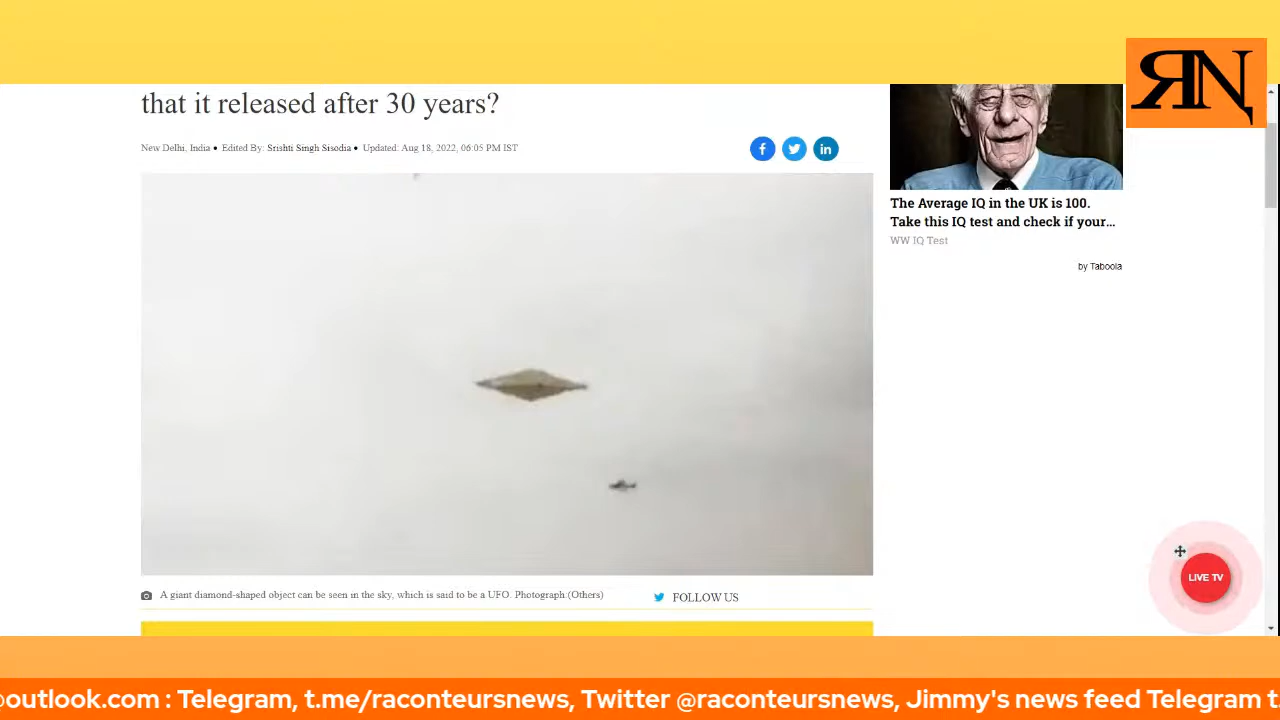 ЯN
that it released after 30 years?
New Delhi, India • Edited By: Srishti Singh Sisodia • Updated: Aug 18, 2022, 06:05 PM IST
The Average IQ in the UK is 100.
Take this IQ test and check if your...
WW IQ Test
by Taboola
LIVE TV
A giant diamond-shaped object can be seen in the sky, which is said to be a UFO. Photograph:(Others)
FOLLOW US
@outlook.com : Telegram, t.me/raconteursnews, Twitter @raconteursnews, Jimmy's news feed Telegram t.